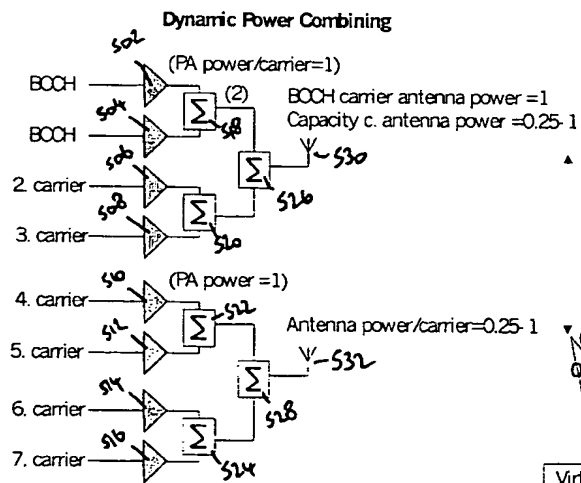 Dynamic Power Combining
502
(PA power/carrier=1)
BCCH
(2)
BCCH carrier antenna power =1
504
518
Capacity c. antenna power =0.25-1
BCCH
530
506
Σ
2. carrier
Σ
526
508
Σ
3. carrier
520
510
(PA power =1)
4. carrier
522
Σ
512
Antenna power/carrier=0.25-1
5. carrier
532
514
Σ
6. carrier
528
516
Σ
7. carrier
524
Virt